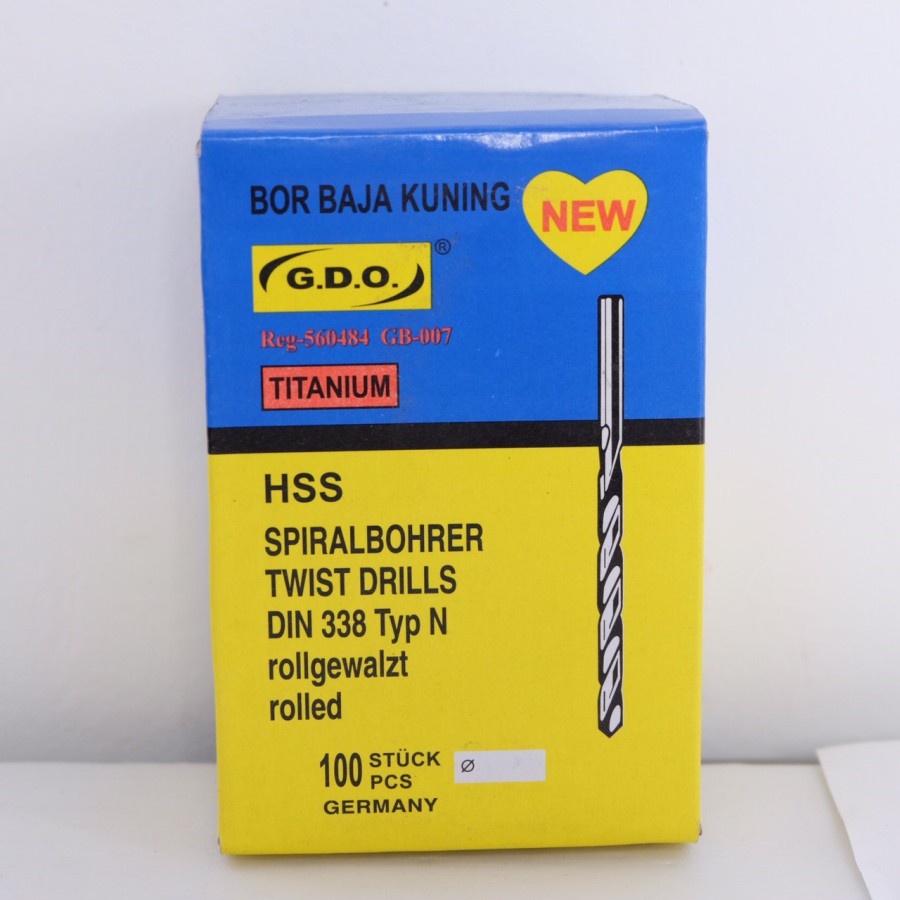 BOR BAJA KUNING
NEW
G.D.O. ®
Reg-560484 GB-007
TITANIUM
HSS
SPIRALBOHRER
TWIST DRILLS
DIN 338 Typ N
rollgewalzt
rolled
100 STÜCK
PCS
Ø
GERMANY